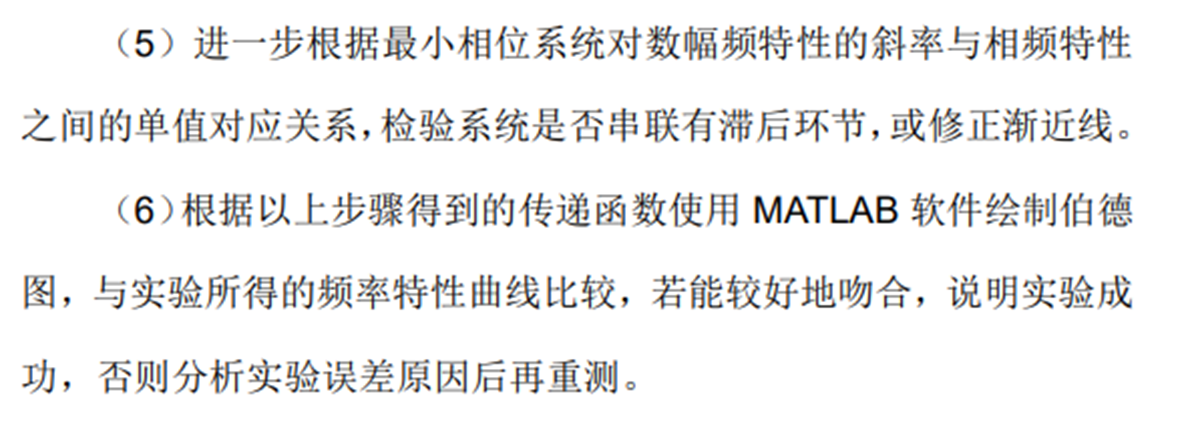 （5）进一步根据最小相位系统对数幅频特性的斜率与相频特性
之间的单值对应关系，检验系统是否串联有滞后环节，或修正渐近线。
（6）根据以上步骤得到的传递函数使用 MATLAB 软件绘制伯德
图，与实验所得的频率特性曲线比较，若能较好地吻合，说明实验成
功，否则分析实验误差原因后再重测。